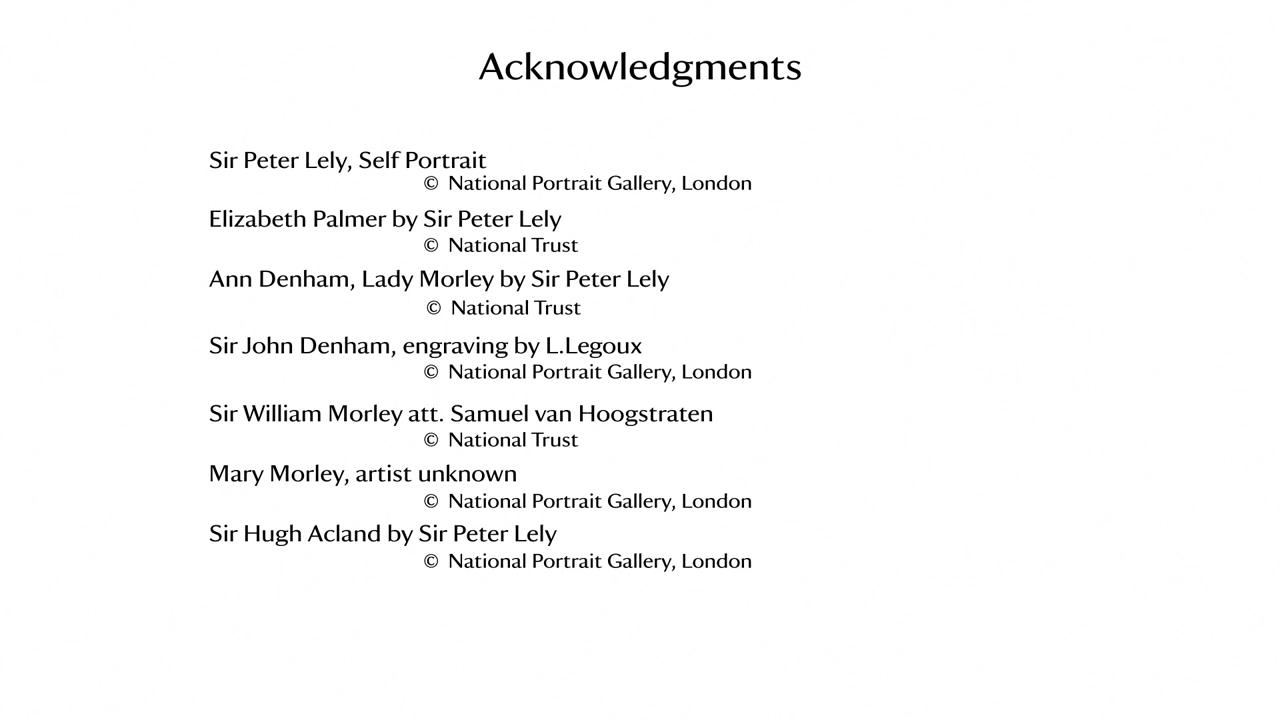 Acknowledgments
Sir Peter Lely, Self Portrait
© National Portrait Gallery, London
Elizabeth Palmer by Sir Peter Lely
© National Trust
Ann Denham, Lady Morley by Sir Peter Lely
© National Trust
Sir John Denham, engraving by L.Legoux
© National Portrait Gallery, London
Sir William Morley att. Samuel van Hoogstraten
© National Trust
Mary Morley, artist unknown
© National Portrait Gallery, London
Sir Hugh Acland by Sir Peter Lely
© National Portrait Gallery, London